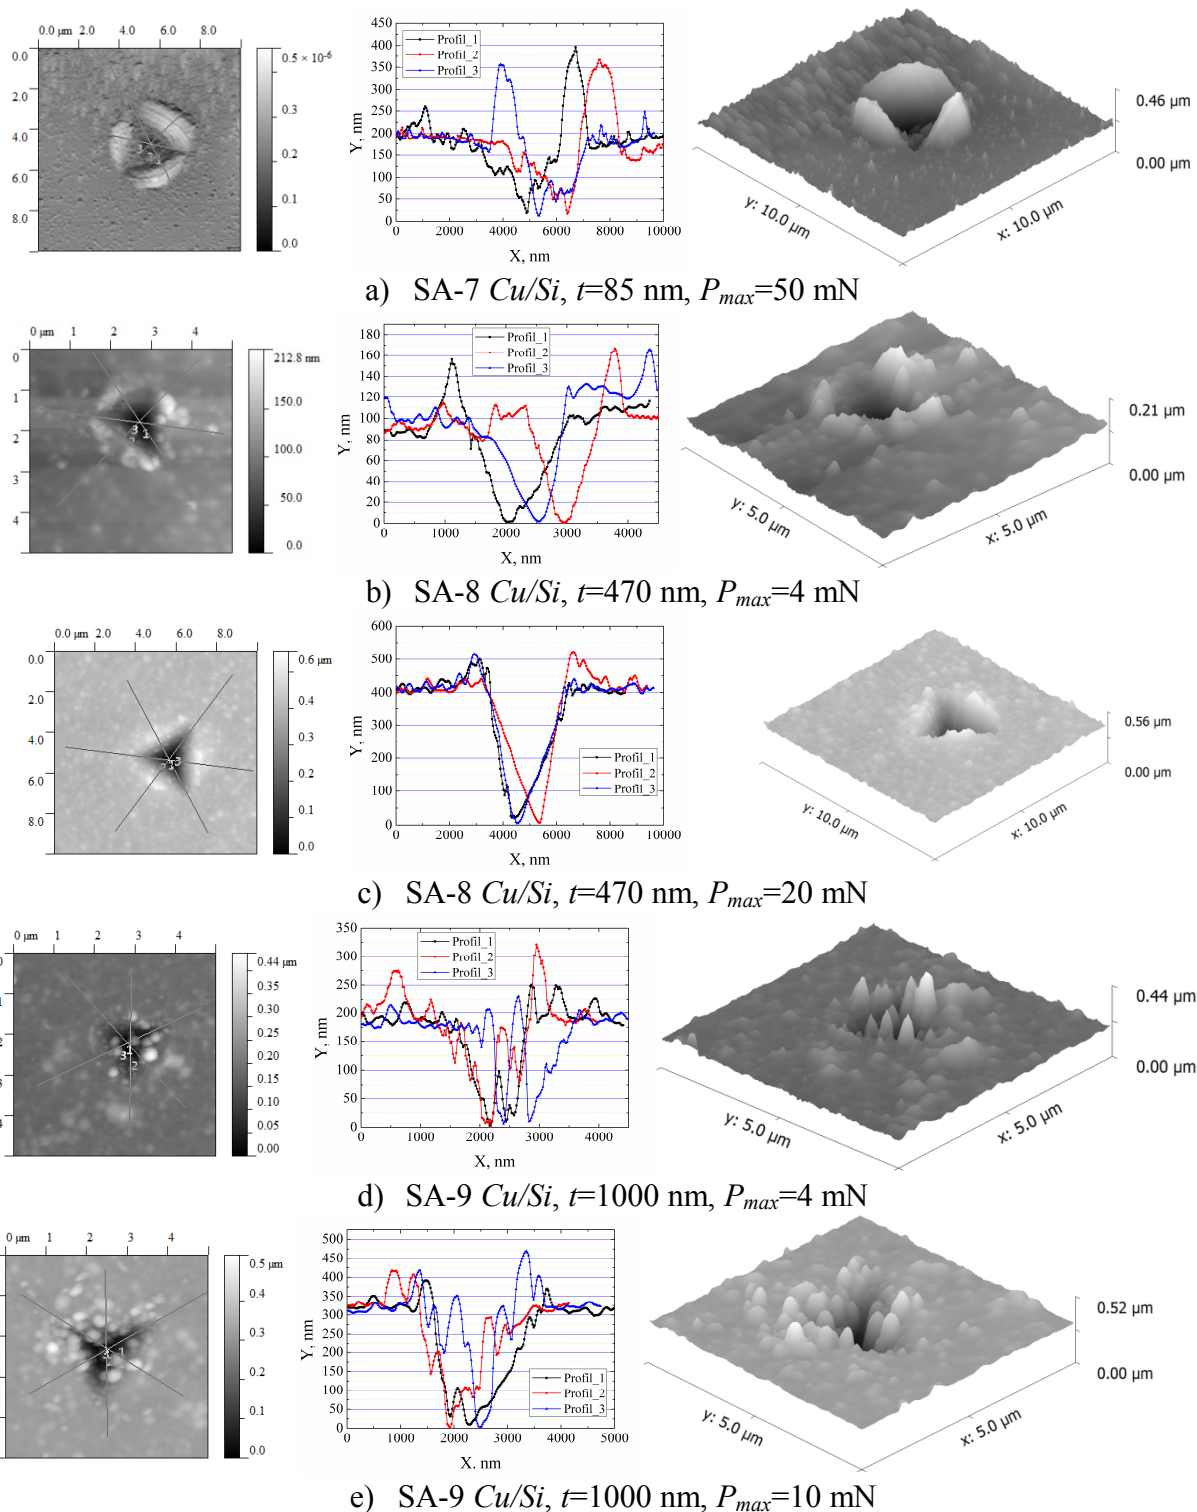 0.0 μm 2.0 4.0 6.0 8.0
0.0
2.0
4.0
6.0
8.0
0.5 × 10⁻⁶
0.3
0.2
0.1
0.0
450
400
350
300
250
200
150
100
50
0
Y, nm
Profil_1
Profil_2
Profil_3
0 2000 4000 6000 8000 10000
X, nm
0.46 μm
0.00 μm
y: 10.0 μm
x: 10.0 μm
a) SA-7 Cu/Si, t=85 nm, Pmax=50 mN
0 μm 1 2 3 4
0
1
2
3
4
212.8 nm
150.0
100.0
50.0
0.0
180
160
140
120
100
80
60
40
20
0
Y, nm
Profil_1
Profil_2
Profil_3
0 1000 2000 3000 4000
X, nm
0.21 μm
0.00 μm
y: 5.0 μm
x: 5.0 μm
b) SA-8 Cu/Si, t=470 nm, Pmax=4 mN
0.0 μm 2.0 4.0 6.0 8.0
0.0
2.0
4.0
6.0
8.0
0.6 μm
0.4
0.3
0.2
0.1
0.0
600
500
400
300
200
100
0
Y, nm
Profil_1
Profil_2
Profil_3
0 1000 2000 3000 4000 5000 6000 7000 8000 9000 10000
X, nm
0.56 μm
0.00 μm
y: 10.0 μm
x: 10.0 μm
c) SA-8 Cu/Si, t=470 nm, Pmax=20 mN
0 μm 1 2 3 4
1
2
3
4
0.44 μm
0.35
0.30
0.25
0.20
0.15
0.10
0.05
0.00
350
300
250
200
150
100
50
0
Y, nm
Profil_1
Profil_2
Profil_3
0 1000 2000 3000 4000
X, nm
0.44 μm
0.00 μm
y: 5.0 μm
x: 5.0 μm
d) SA-9 Cu/Si, t=1000 nm, Pmax=4 mN
0 μm 1 2 3 4
0.5 μm
0.4
0.3
0.2
0.1
0.0
500
450
400
350
300
250
200
150
100
50
0
Y, nm
Profil_1
Profil_2
Profil_3
0 1000 2000 3000 4000 5000
X. nm
0.52 μm
0.00 μm
y: 5.0 μm
x: 5.0 μm
e) SA-9 Cu/Si, t=1000 nm, Pmax=10 mN